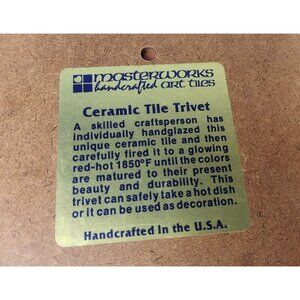 masterworks
handcrafted ART TILES
Ceramic Tile Trivet
A skilled craftsperson has
individually handglazed this
unique ceramic tile and then
carefully fired it to a glowing
red-hot 1850°F until the colors
are matured to their present
beauty and durability. This
trivet can safely take a hot dish
or it can be used as decoration.
Handcrafted In the U.S.A.